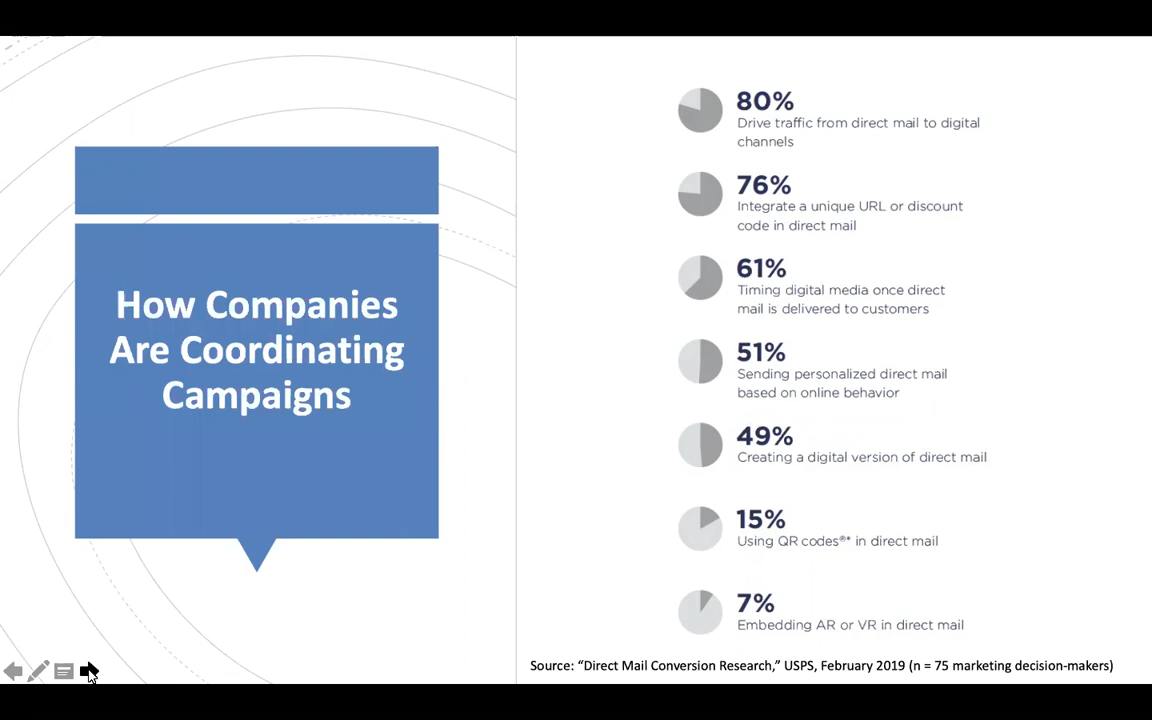 How Companies
Are Coordinating
Campaigns
80%
Drive traffic from direct mail to digital
channels
76%
Integrate a unique URL or discount
code in direct mail
61%
Timing digital media once direct
mail is delivered to customers
51%
Sending personalized direct mail
based on online behavior
49%
Creating a digital version of direct mail
15%
Using QR codes®* in direct mail
7%
Embedding AR or VR in direct mail
Source: “Direct Mail Conversion Research,” USPS, February 2019 (n = 75 marketing decision-makers)